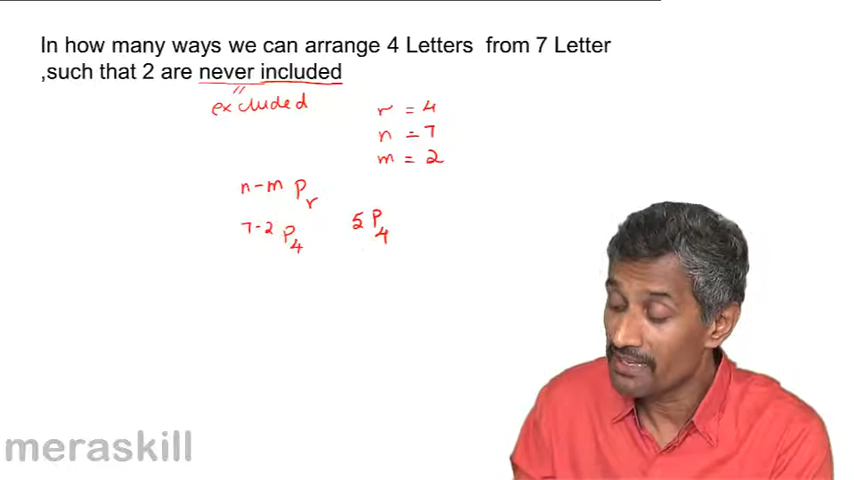 In how many ways we can arrange 4 Letters from 7 Letter
,such that 2 are never included
excluded
r = 4
n = 7
m = 2
n-m P r
7-2 P 4 5 P 4
meraskill